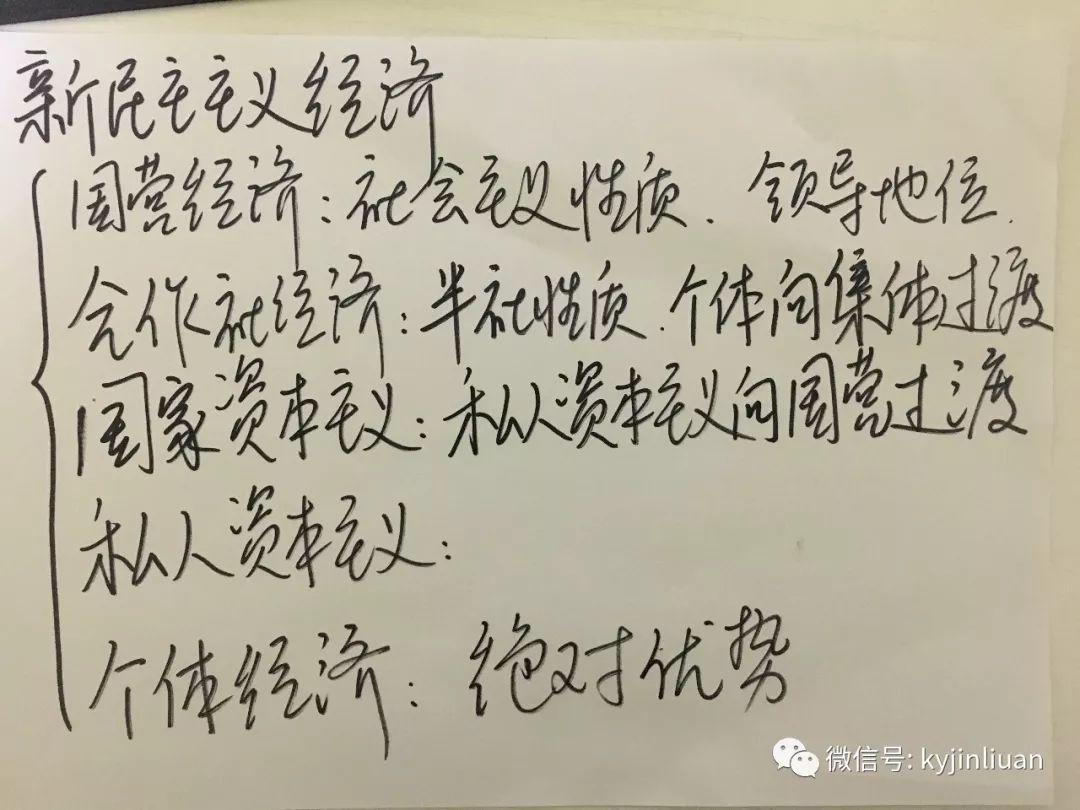 新民主主义经济
国营经济：社会主义性质．领导地位．
合作社经济：半社性质．个体向集体过渡
国家资本主义：私人资本主义向国营过渡
私人资本主义：
个体经济：绝对优势
微信号: kyjinliuan